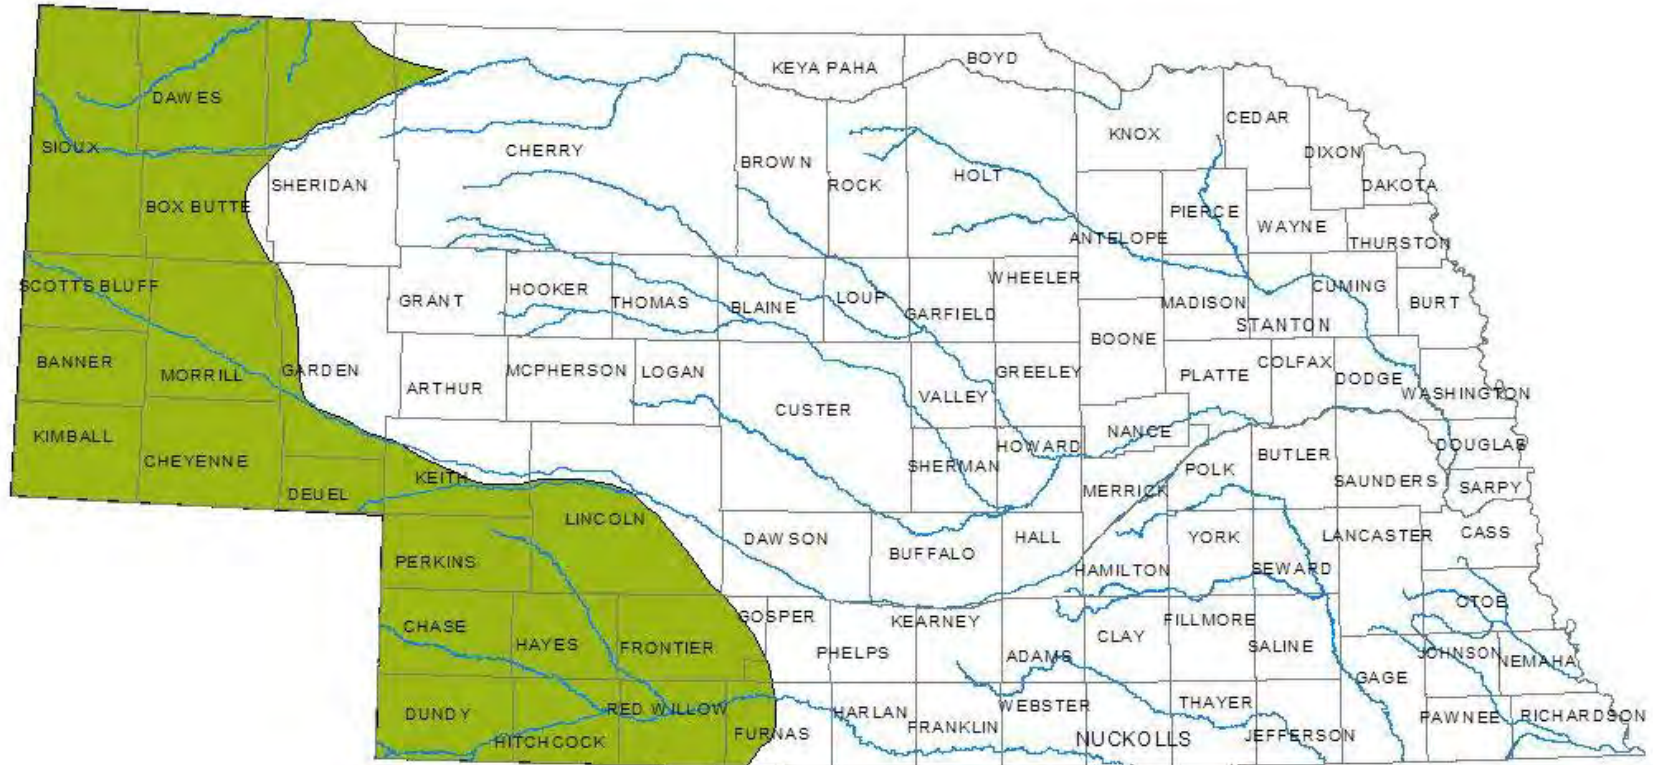 KEYA PAHA
BOYD
DAWES
SIOUX
CHERRY
BROWN
ROCK
HOLT
KNOX
CEDAR
DIXON
DAKOTA
BOX BUTTE
SHERIDAN
ANTELOPE
PIERCE
WAYNE
THURSTON
SCOTTS BLUFF
GRANT
HOOKER
THOMAS
BLAINE
LOUP
GARFIELD
WHEELER
MADISON
STANTON
CUMING
BURT
BANNER
MORRILL
GARDEN
ARTHUR
MCPHERSON
LOGAN
CUSTER
VALLEY
GREELEY
BOONE
PLATTE
COLFAX
DODGE
WASHINGTON
KIMBALL
CHEYENNE
DEUEL
KEITH
LINCOLN
SHERMAN
HOWARD
NANCE
MERRICK
POLK
BUTLER
SAUNDERS
DOUGLAS
SARPY
PERKINS
DAWSON
BUFFALO
HALL
HAMILTON
YORK
SEWARD
LANCASTER
CASS
OTOE
CHASE
HAYES
FRONTIER
GOSPER
PHELPS
KEARNEY
ADAMS
CLAY
FILLMORE
SALINE
GAGE
JOHNSON
NEMAHA
DUNDY
HITCHCOCK
RED WILLOW
FURNAS
HARLAN
FRANKLIN
WEBSTER
NUCKOLLS
THAYER
JEFFERSON
PAWNEE
RICHARDSON